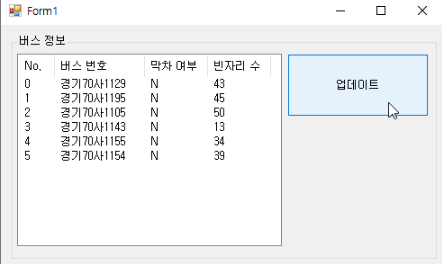 Form1
버스 정보
No. 버스 번호 막차 여부 빈자리 수
0 경기70사1129 N 43
1 경기70사1195 N 45
2 경기70사1105 N 50
3 경기70사1143 N 13
4 경기70사1155 N 34
5 경기70사1154 N 39
업데이트